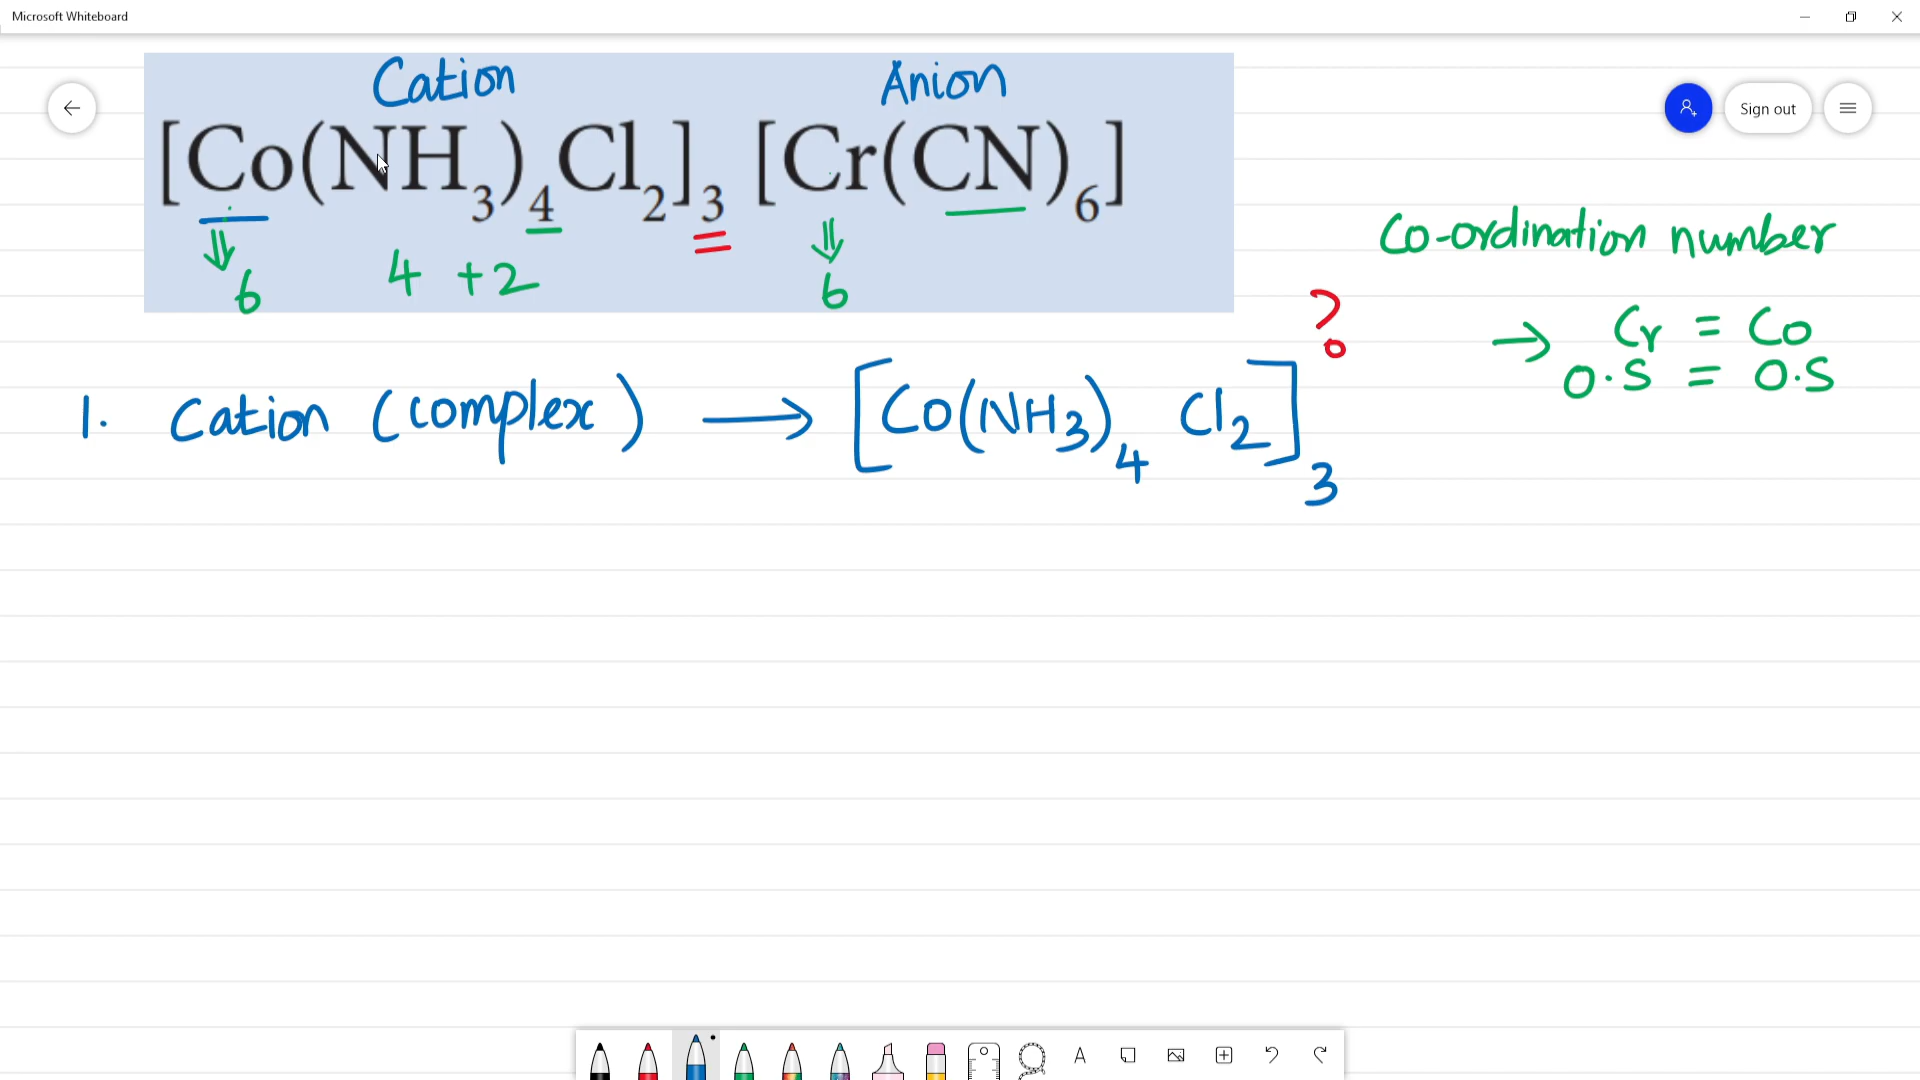 Microsoft Whiteboard
Cation Anion
[Co(NH₃)₄Cl₂]₃ [Cr(CN)₆]
Sign out
6 4 +2 6
Co-ordination number
→ Cr = Co
O.S = O.S
?
1. Cation (complex) → [Co(NH₃)₄ Cl₂]₃
A